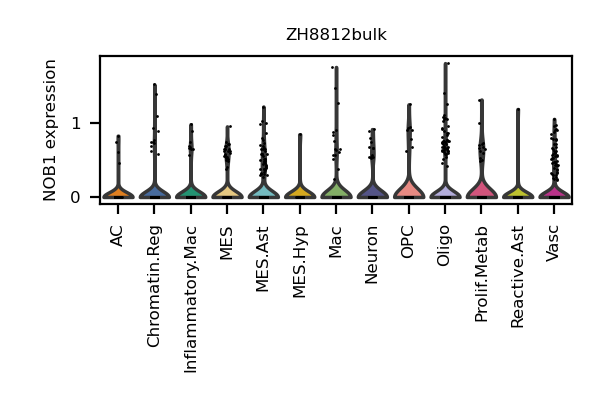 ZH8812bulk
NOB1 expression
1
0
AC
Chromatin.Reg
Inflammatory.Mac
MES
MES.Ast
MES.Hyp
Mac
Neuron
OPC
Oligo
Prolif.Metab
Reactive.Ast
Vasc